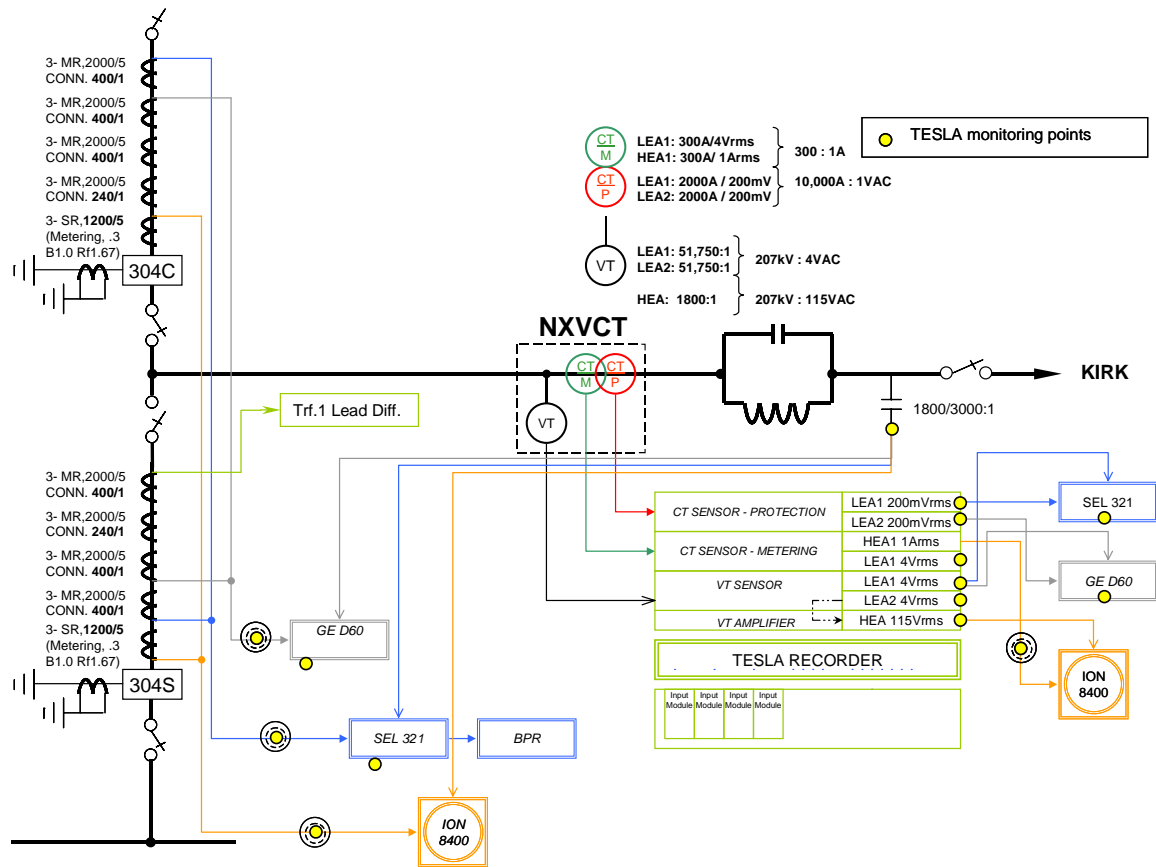 3- MR,2000/5
CONN. 400/1
3- MR,2000/5
CONN. 400/1
3- MR,2000/5
CONN. 400/1
3- MR,2000/5
CONN. 240/1
3- SR,1200/5
(Metering, .3
B1.0 Rf1.67)
304C
CT
M
LEA1: 300A/4Vrms
HEA1: 300A/ 1Arms
300 : 1A
CT
P
LEA1: 2000A / 200mV
LEA2: 2000A / 200mV
10,000A : 1VAC
VT
LEA1: 51,750:1
LEA2: 51,750:1
207kV : 4VAC
HEA: 1800:1
207kV : 115VAC
TESLA monitoring points
NXVCT
CT
M
CT
P
VT
KIRK
1800/3000:1
Trf.1 Lead Diff.
3- MR,2000/5
CONN. 400/1
3- MR,2000/5
CONN. 240/1
3- MR,2000/5
CONN. 400/1
3- MR,2000/5
CONN. 400/1
3- SR,1200/5
(Metering, .3
B1.0 Rf1.67)
304S
CT SENSOR - PROTECTION
LEA1 200mVrms
LEA2 200mVrms
CT SENSOR - METERING
HEA1 1Arms
LEA1 4Vrms
VT SENSOR
LEA1 4Vrms
LEA2 4Vrms
VT AMPLIFIER
HEA 115Vrms
SEL 321
GE D60
ION
8400
TESLA RECORDER
Input
Module
Input
Module
Input
Module
Input
Module
GE D60
SEL 321
BPR
ION
8400